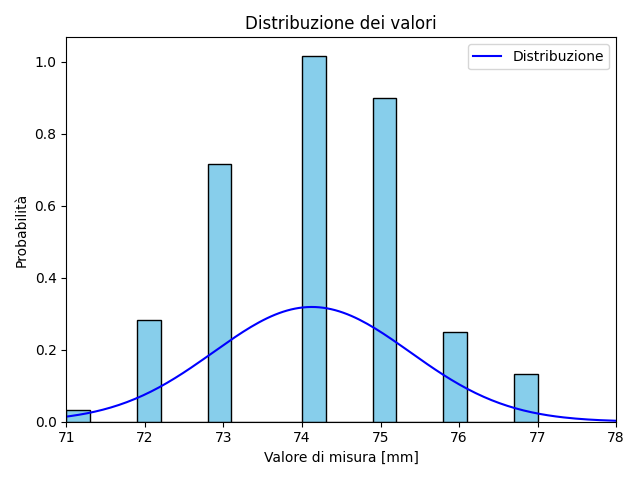 Distribuzione dei valori
Distribuzione
Probabilità
1.0
0.8
0.6
0.4
0.2
0.0
71 72 73 74 75 76 77 78
Valore di misura [mm]